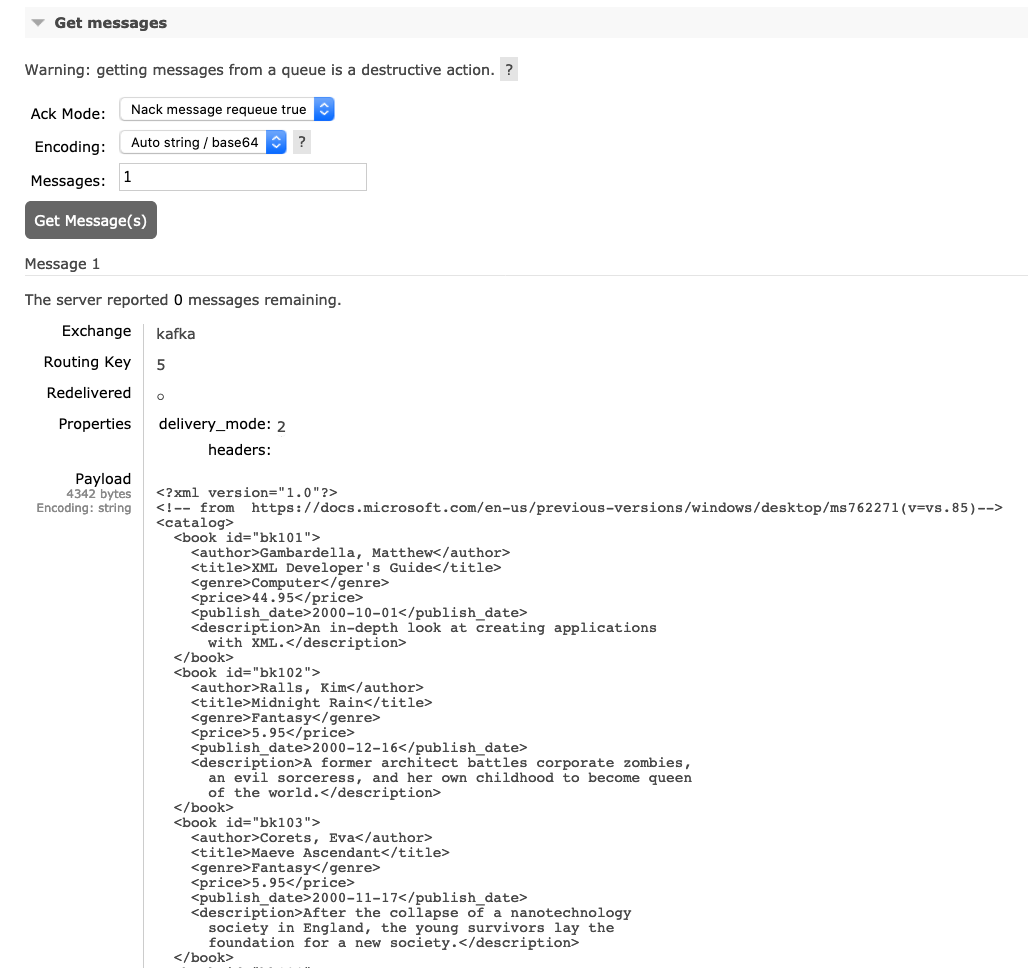 Get messages
Warning: getting messages from a queue is a destructive action. ?
Ack Mode: Nack message requeue true
Encoding: Auto string / base64 ?
Messages: 1
Get Message(s)
Message 1
The server reported 0 messages remaining.
Exchange kafka
Routing Key 5
Redelivered ○
Properties delivery_mode: 2
headers:
Payload
4342 bytes
Encoding: string
<?xml version="1.0"?>
<!-- from  https://docs.microsoft.com/en-us/previous-versions/windows/desktop/ms762271(v=vs.85)-->
<catalog>
  <book id="bk101">
    <author>Gambardella, Matthew</author>
    <title>XML Developer's Guide</title>
    <genre>Computer</genre>
    <price>44.95</price>
    <publish_date>2000-10-01</publish_date>
    <description>An in-depth look at creating applications
      with XML.</description>
  </book>
  <book id="bk102">
    <author>Ralls, Kim</author>
    <title>Midnight Rain</title>
    <genre>Fantasy</genre>
    <price>5.95</price>
    <publish_date>2000-12-16</publish_date>
    <description>A former architect battles corporate zombies,
      an evil sorceress, and her own childhood to become queen
      of the world.</description>
  </book>
  <book id="bk103">
    <author>Corets, Eva</author>
    <title>Maeve Ascendant</title>
    <genre>Fantasy</genre>
    <price>5.95</price>
    <publish_date>2000-11-17</publish_date>
    <description>After the collapse of a nanotechnology
      society in England, the young survivors lay the
      foundation for a new society.</description>
  </book>